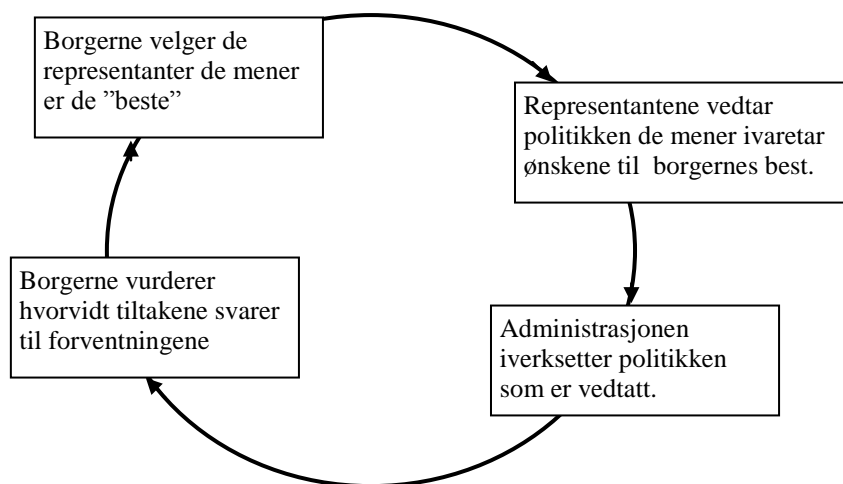 Borgerne velger de
representanter de mener
er de ”beste”
Representantene vedtar
politikken de mener ivaretar
ønskene til  borgernes best.
Administrasjonen
iverksetter politikken
som er vedtatt.
Borgerne vurderer
hvorvidt tiltakene svarer
til forventningene